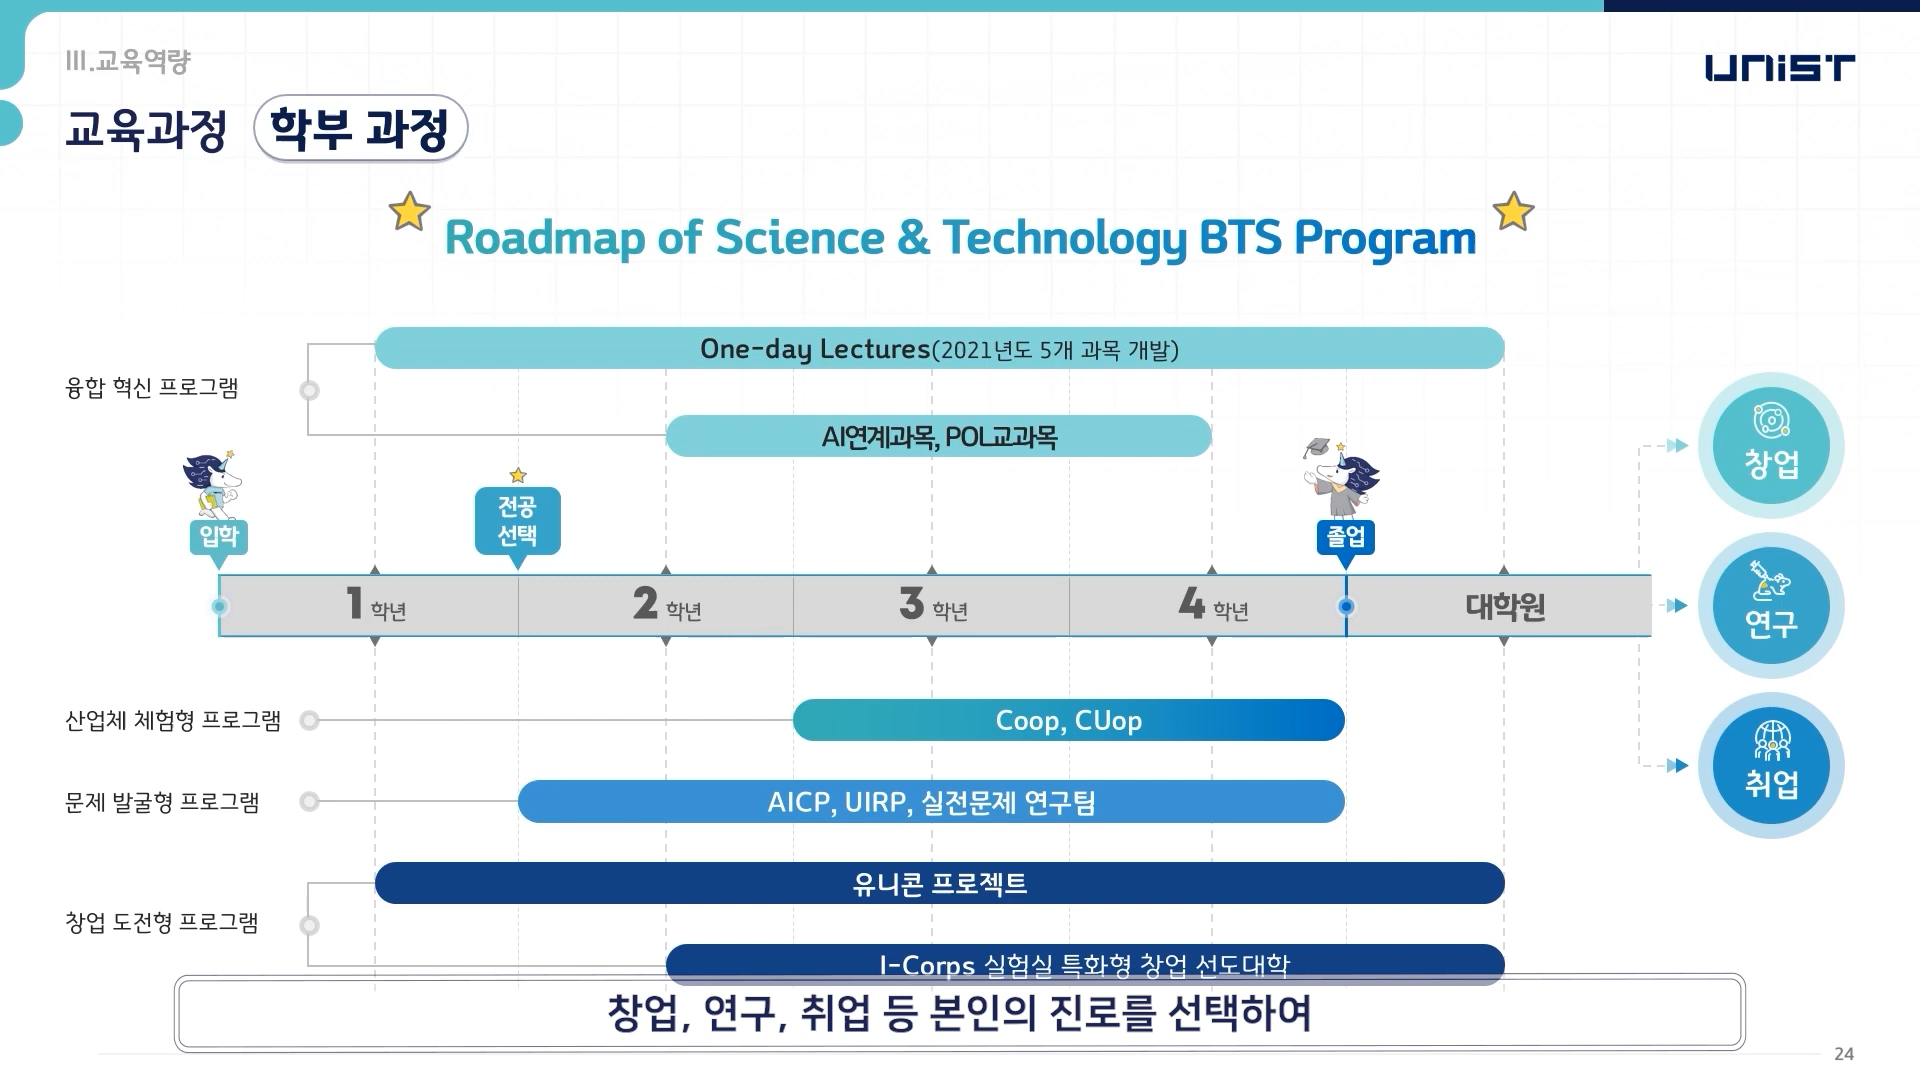 III.교육역량
UNIST
교육과정 학부 과정
Roadmap of Science & Technology BTS Program
One-day Lectures(2021년도 5개 과목 개발)
융합 혁신 프로그램
AI연계과목, POL교과목
창업
전공
선택
입학
졸업
1 학년
2 학년
3 학년
4 학년
대학원
연구
산업체 체험형 프로그램
Coop, CUop
취업
문제 발굴형 프로그램
AICP, UIRP, 실전문제 연구팀
유니콘 프로젝트
창업 도전형 프로그램
I-Corps 실험실 특화형 창업 선도대학
창업, 연구, 취업 등 본인의 진로를 선택하여
24